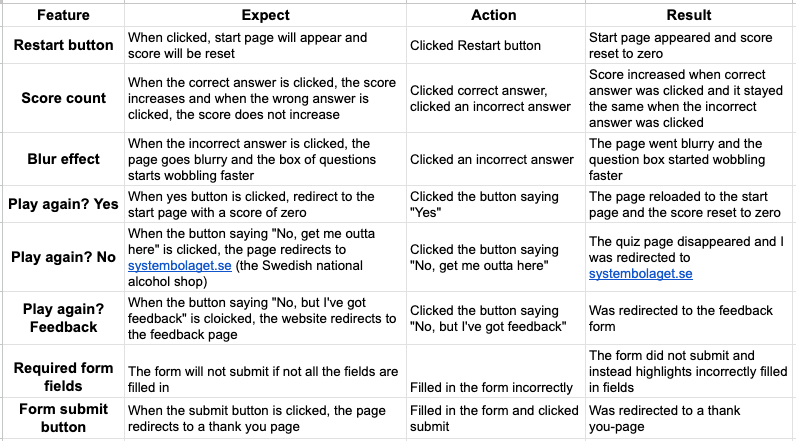 Feature Expect Action Result
Restart button
When clicked, start page will appear and
score will be reset
Clicked Restart button
Start page appeared and score
reset to zero
Score count
When the correct answer is clicked, the score
increases and when the wrong answer is
clicked, the score does not increase
Clicked correct answer,
clicked an incorrect answer
Score increased when correct
answer was clicked and it stayed
the same when the incorrect
answer was clicked
Blur effect
When the incorrect answer is clicked, the
page goes blurry and the box of questions
starts wobbling faster
Clicked an incorrect answer
The page went blurry and the
question box started wobbling
faster
Play again? Yes
When yes button is clicked, redirect to the
start page with a score of zero
Clicked the button saying
"Yes"
The page reloaded to the start
page and the score reset to zero
Play again? No
When the button saying "No, get me outta
here" is clicked, the page redirects to
systembolaget.se (the Swedish national
alcohol shop)
Clicked the button saying
"No, get me outta here"
The quiz page disappeared and I
was redirected to
systembolaget.se
Play again?
Feedback
When the button saying "No, but I've got
feedback" is cloicked, the website redirects to
the feedback page
Clicked the button saying
"No, but I've got feedback"
Was redirected to the feedback
form
Required form
fields
The form will not submit if not all the fields are
filled in
Filled in the form incorrectly
The form did not submit and
instead highlights incorrectly filled
in fields
Form submit
button
When the submit button is clicked, the page
redirects to a thank you page
Filled in the form and clicked
submit
Was redirected to a thank
you-page